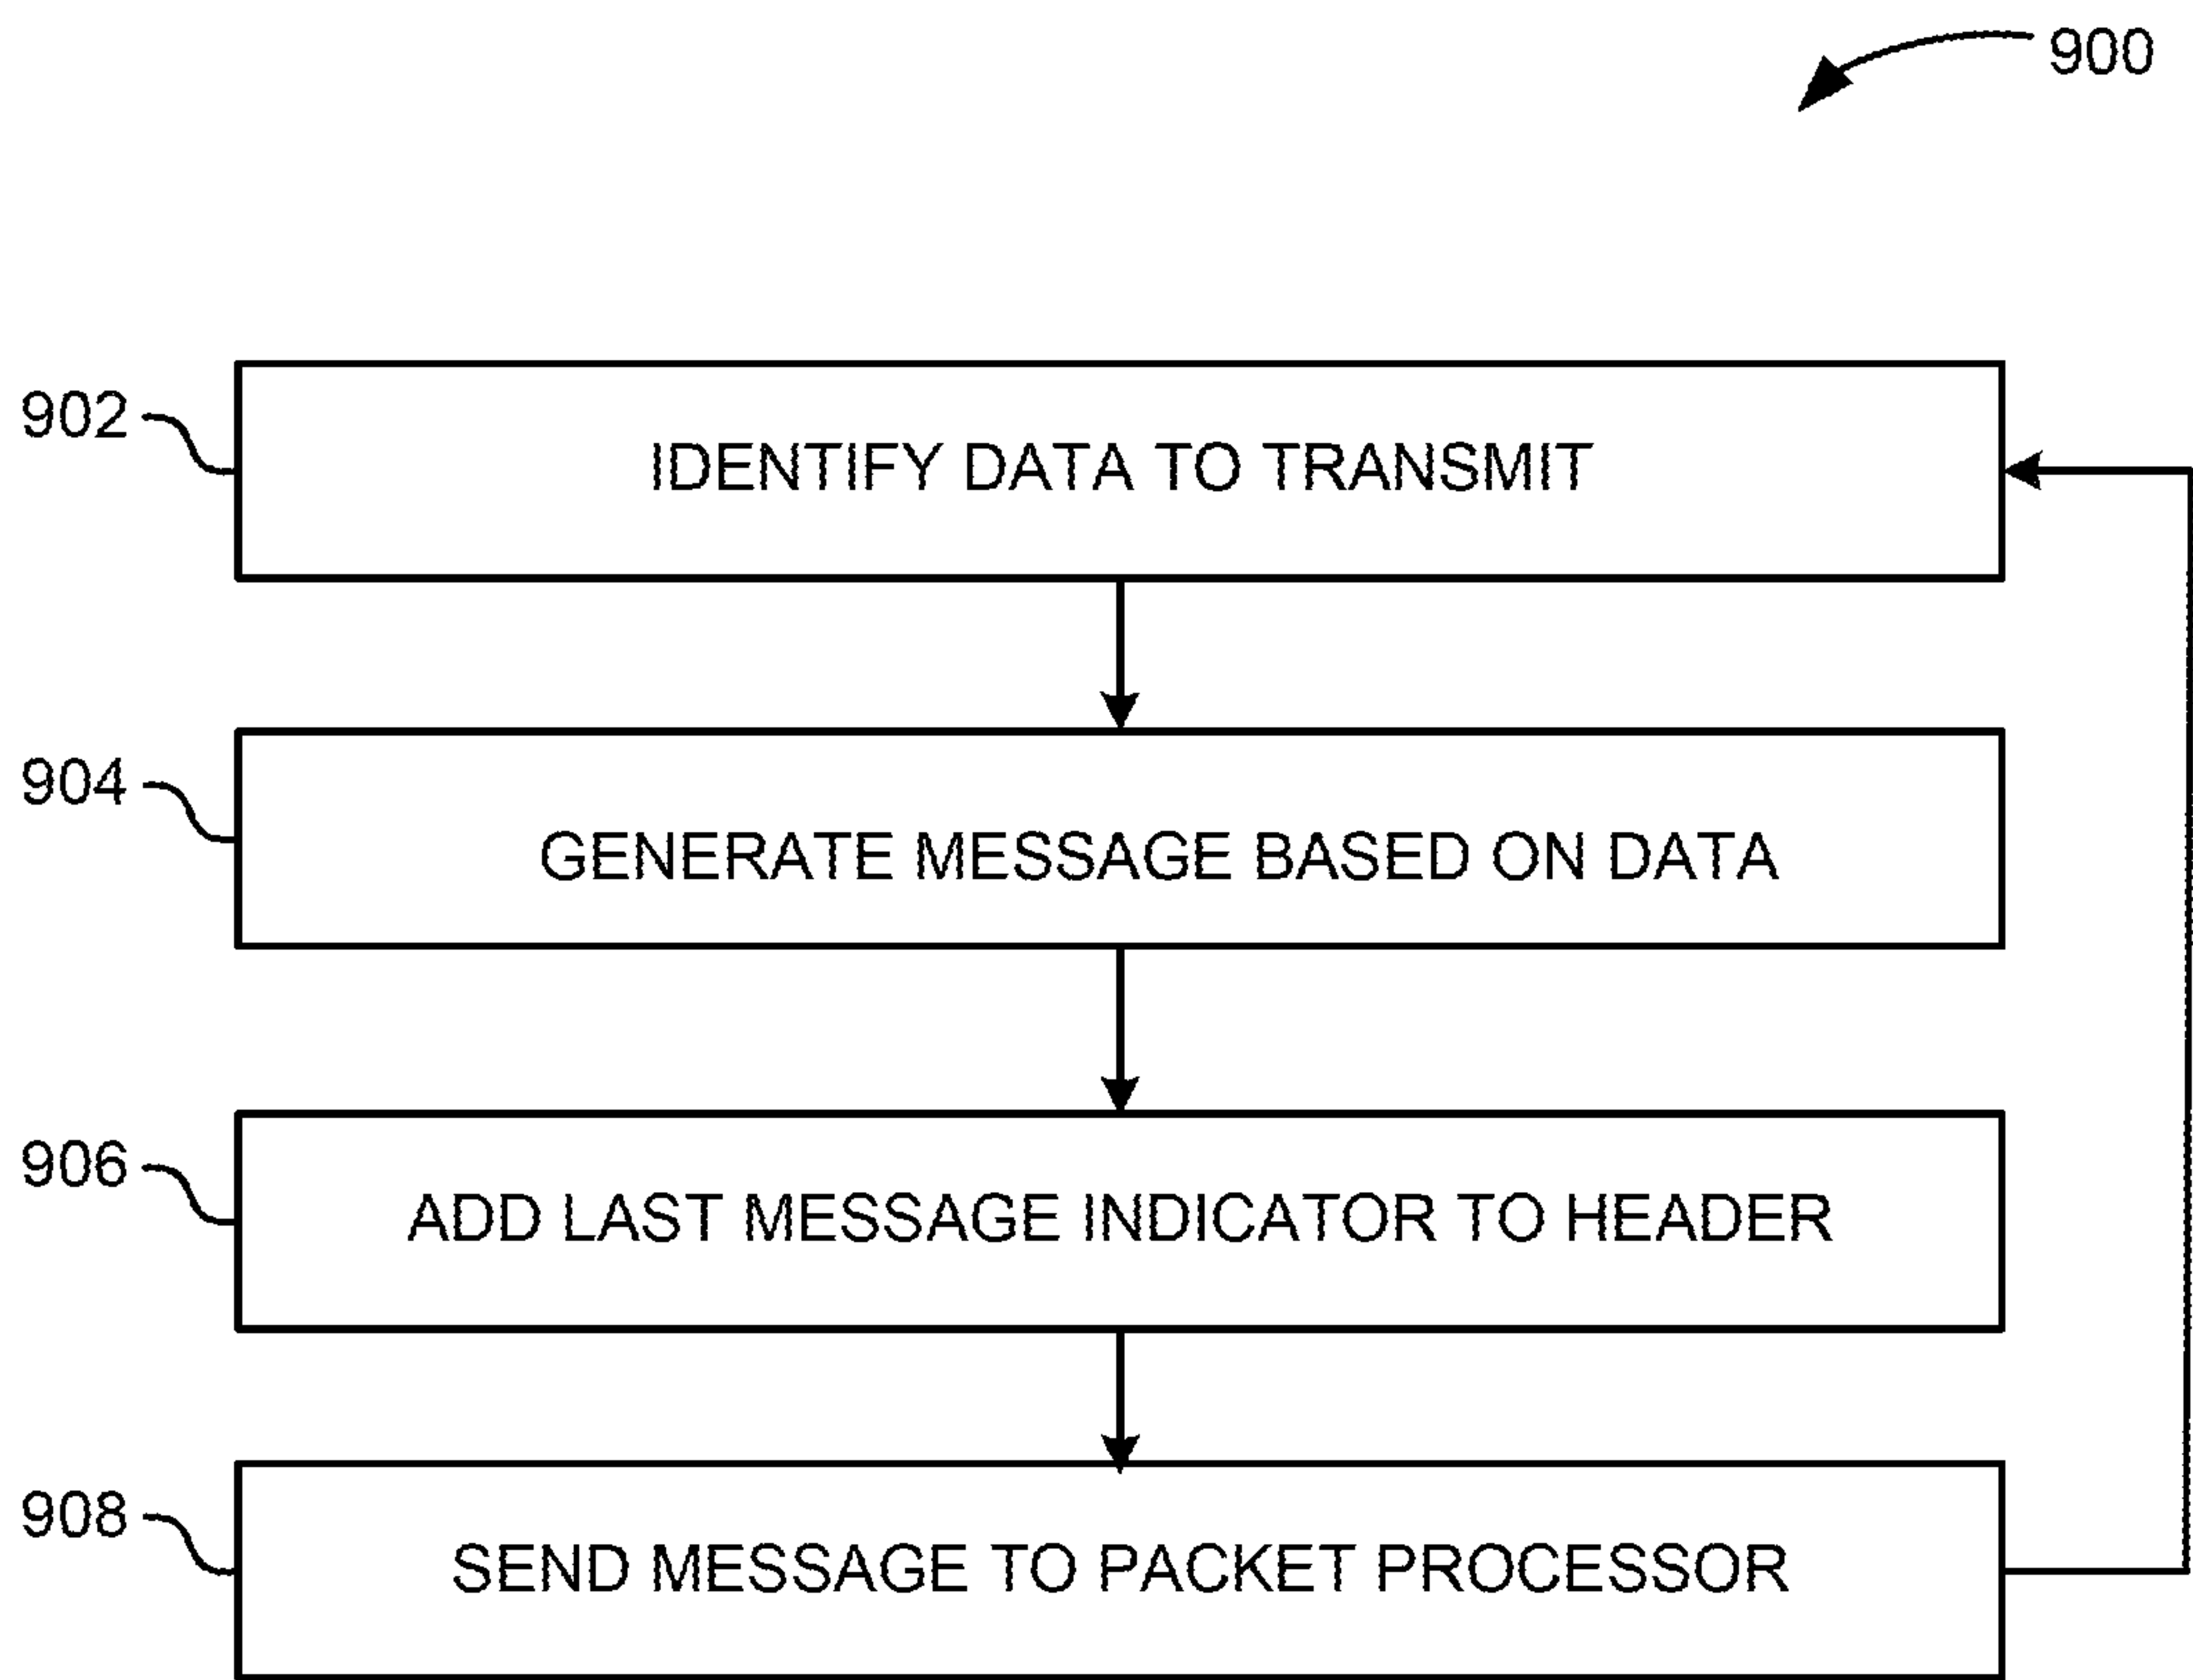 900
902
IDENTIFY DATA TO TRANSMIT
904
GENERATE MESSAGE BASED ON DATA
906
ADD LAST MESSAGE INDICATOR TO HEADER
908
SEND MESSAGE TO PACKET PROCESSOR